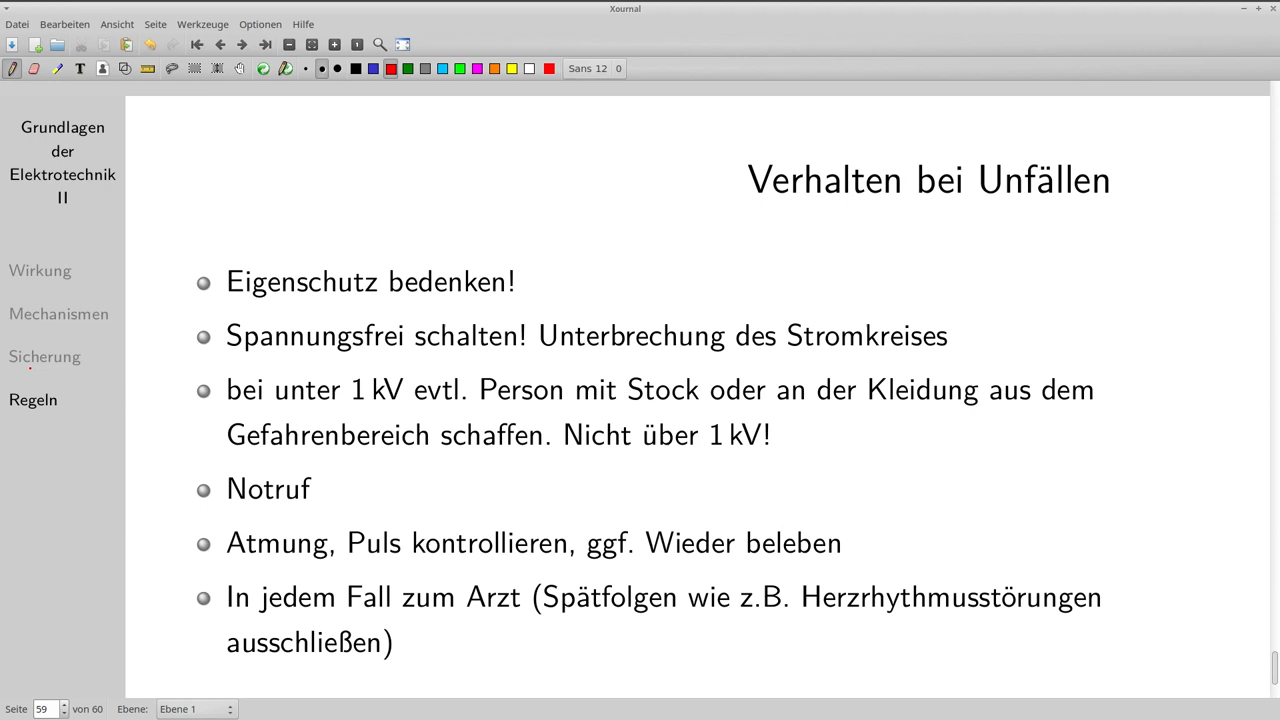 Xournal
Datei Bearbeiten Ansicht Seite Werkzeuge Optionen Hilfe
Sans 12 0
Grundlagen
der
Elektrotechnik
II
Wirkung
Mechanismen
Sicherung
Regeln
Verhalten bei Unfällen
Eigenschutz bedenken!
Spannungsfrei schalten! Unterbrechung des Stromkreises
bei unter 1 kV evtl. Person mit Stock oder an der Kleidung aus dem
Gefahrenbereich schaffen. Nicht über 1 kV!
Notruf
Atmung, Puls kontrollieren, ggf. Wieder beleben
In jedem Fall zum Arzt (Spätfolgen wie z.B. Herzrhythmusstörungen
ausschließen)
Seite 59 von 60 Ebene: Ebene 1